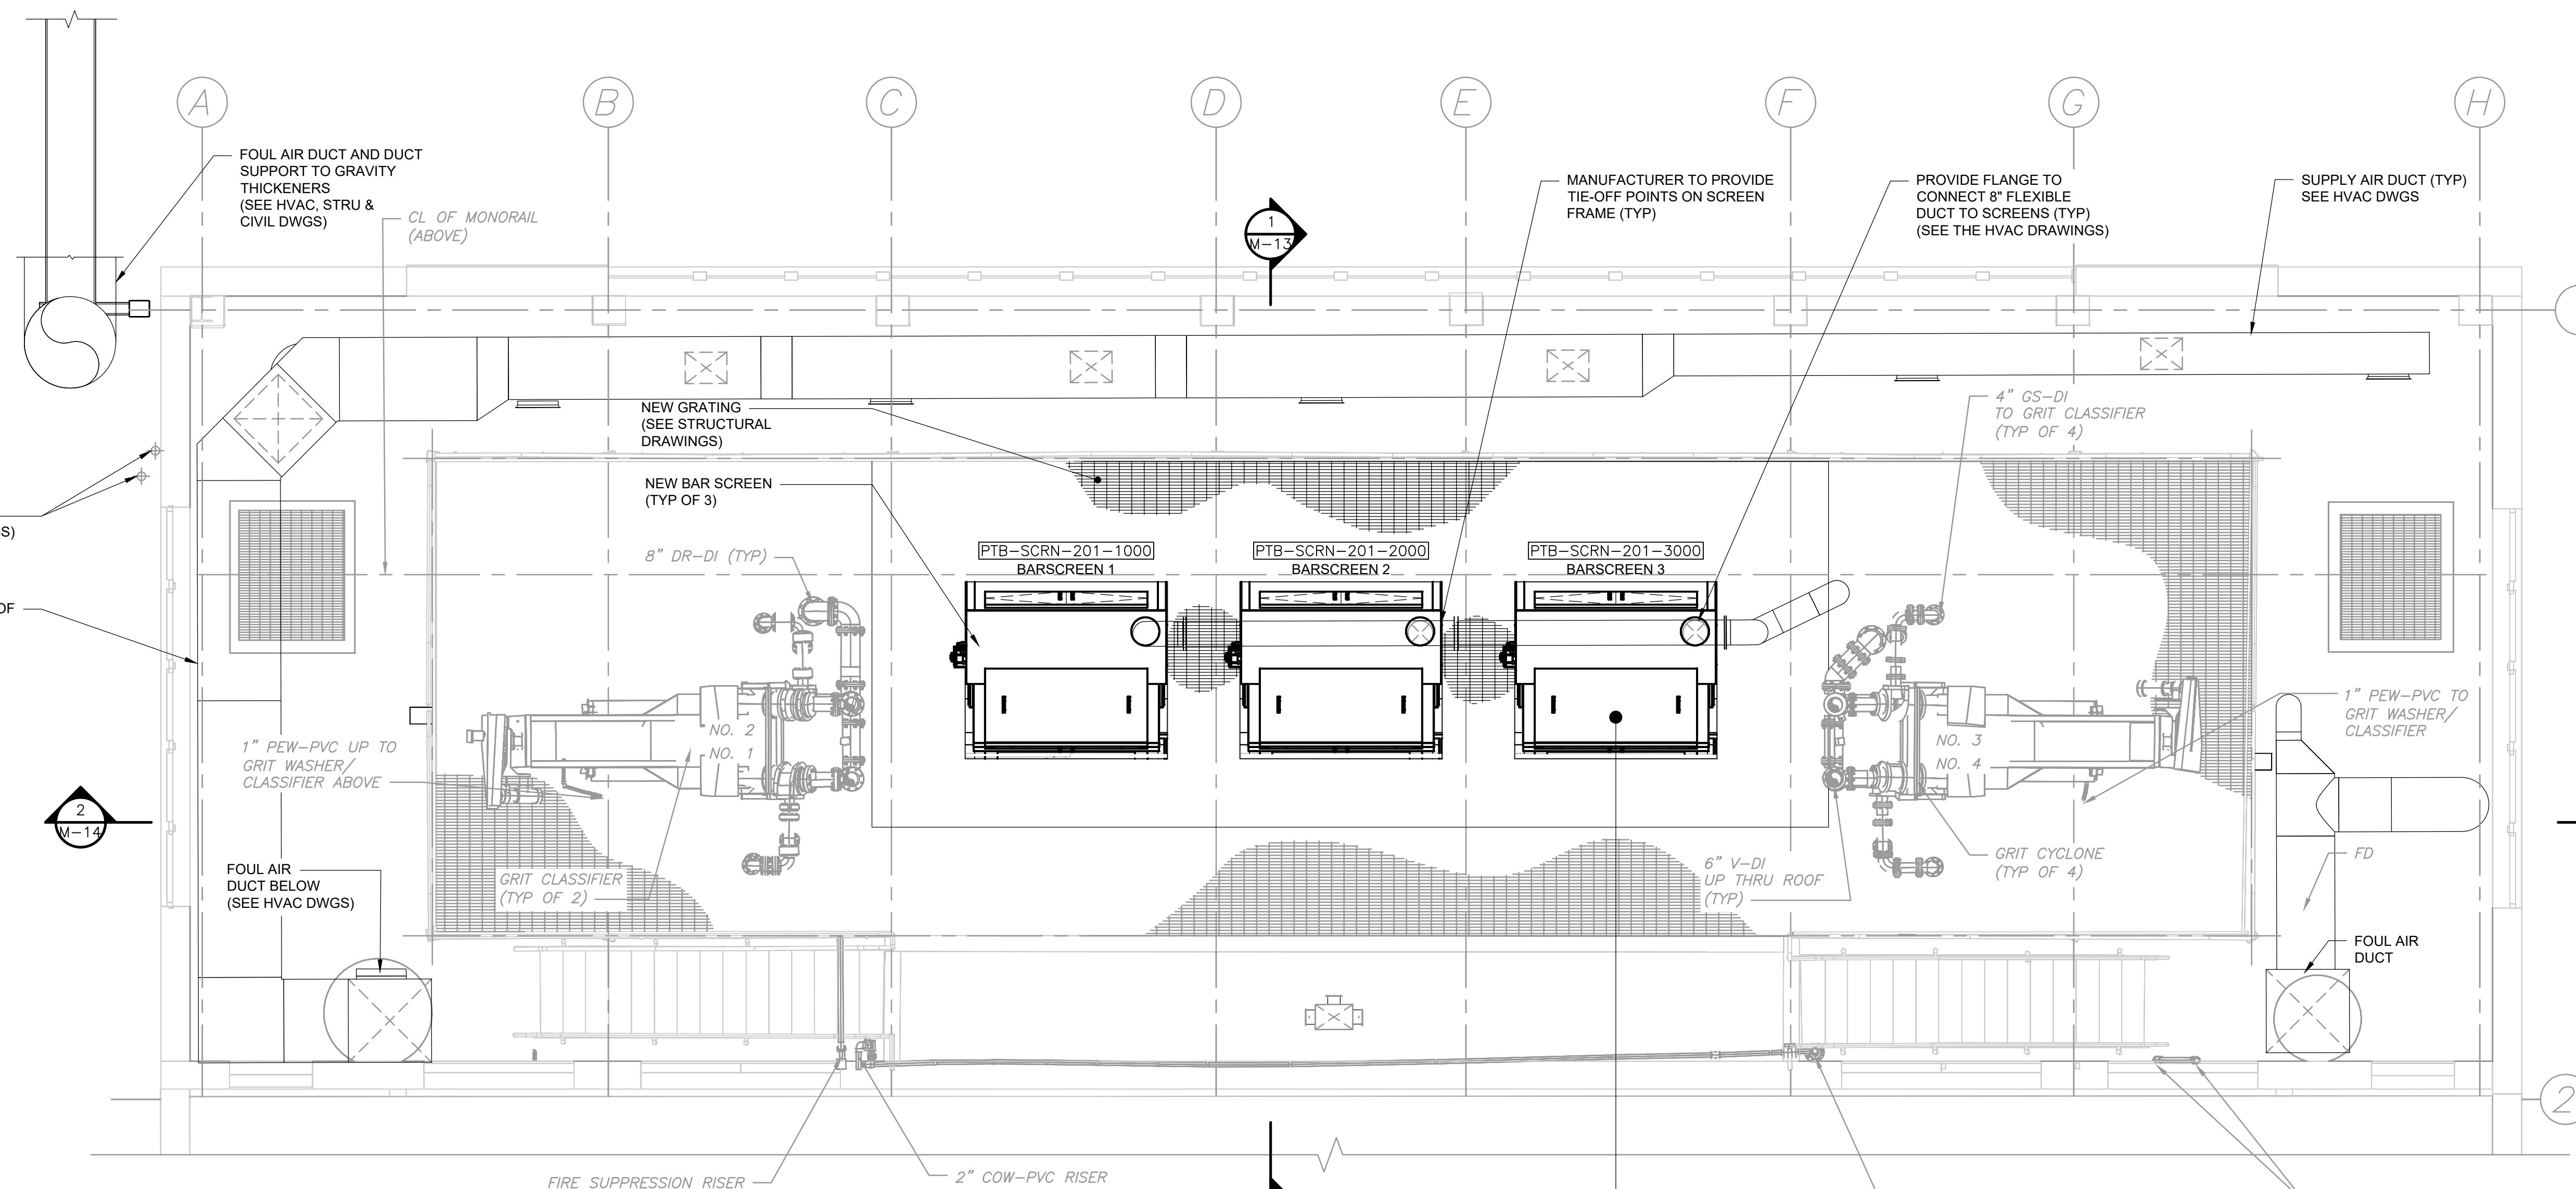 A
B
C
D
E
F
G
H
FOUL AIR DUCT AND DUCT
SUPPORT TO GRAVITY
THICKENERS
(SEE HVAC, STRU &
CIVIL DWGS)
CL OF MONORAIL
(ABOVE)
1
M-13
MANUFACTURER TO PROVIDE
TIE-OFF POINTS ON SCREEN
FRAME (TYP)
PROVIDE FLANGE TO
CONNECT 8" FLEXIBLE
DUCT TO SCREENS (TYP)
(SEE THE HVAC DRAWINGS)
SUPPLY AIR DUCT (TYP)
SEE HVAC DWGS
NEW GRATING
(SEE STRUCTURAL
DRAWINGS)
4" GS-DI
TO GRIT CLASSIFIER
(TYP OF 4)
NEW BAR SCREEN
(TYP OF 3)
S)
8" DR-DI (TYP)
PTB-SCRN-201-1000
BARSCREEN 1
PTB-SCRN-201-2000
BARSCREEN 2
PTB-SCRN-201-3000
BARSCREEN 3
OF
1" PEW-PVC UP TO
GRIT WASHER/
CLASSIFIER ABOVE
NO. 2
NO. 1
NO. 3
NO. 4
1" PEW-PVC TO
GRIT WASHER/
CLASSIFIER
2
M-14
FOUL AIR
DUCT BELOW
(SEE HVAC DWGS)
GRIT CLASSIFIER
(TYP OF 2)
6" V-DI
UP THRU ROOF
(TYP)
GRIT CYCLONE
(TYP OF 4)
FD
FOUL AIR
DUCT
2
FIRE SUPPRESSION RISER
2" COW-PVC RISER